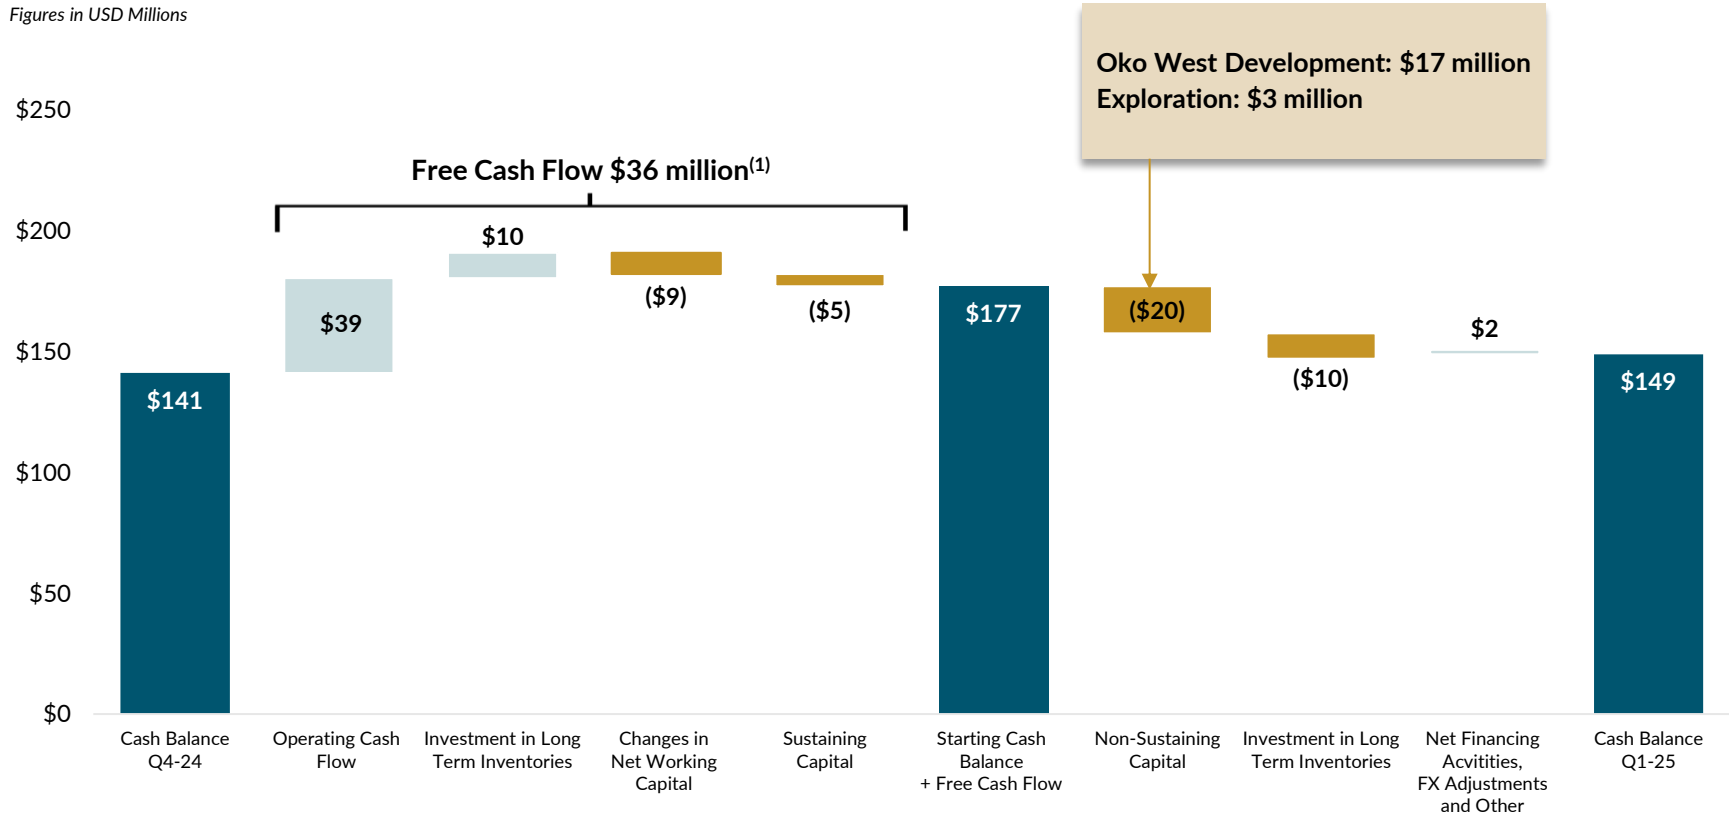 Figures in USD Millions
Oko West Development: $17 million
Exploration: $3 million
$250
Free Cash Flow $36 million(1)
$200
$150
$100
$50
$0
$141
$39
$10
($9)
($5)
$177
($20)
($10)
$2
$149
Cash Balance
Q4-24
Operating Cash
Flow
Investment in Long
Term Inventories
Changes in
Net Working
Capital
Sustaining
Capital
Starting Cash
Balance
+ Free Cash Flow
Non-Sustaining
Capital
Investment in Long
Term Inventories
Net Financing
Acvitities,
FX Adjustments
and Other
Cash Balance
Q1-25